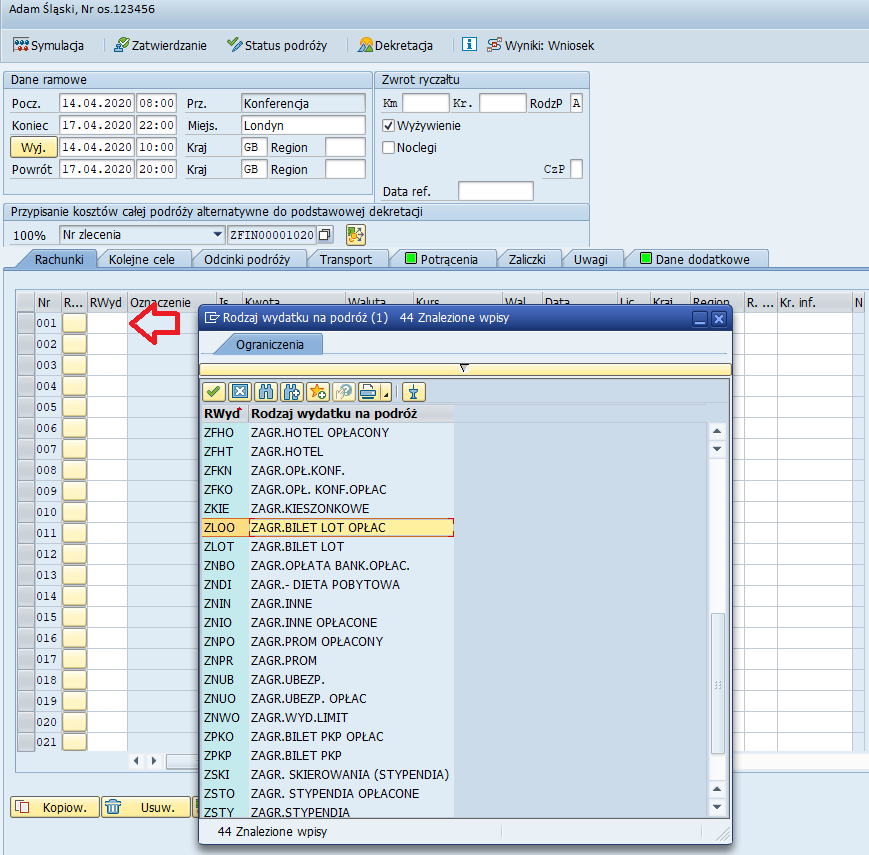 Adam Śląski, Nr os.123456
Symulacja Zatwierdzanie Status podróży Dekretacja Wyniki: Wniosek
Dane ramowe Zwrot ryczałtu
Pocz. 14.04.2020 08:00 Prz. Konferencja Km Kr. RodzP A
Koniec 17.04.2020 22:00 Miejs. Londyn Wyżywienie
Wyj. 14.04.2020 10:00 Kraj GB Region Noclegi
Powrót 17.04.2020 20:00 Kraj GB Region CzP
Data ref.
Przypisanie kosztów całej podróży alternatywne do podstawowej dekretacji
100% Nr zlecenia ZFIN00001020
Rachunki Kolejne cele Odcinki podróży Transport Potrącenia Zaliczki Uwagi Dane dodatkowe
Nr R... RWyd Oznaczenie Is Kwota Waluta Kurs Wal. Data Lic. Kraj Region R. ... Kr. inf. N
001
002
003
004
005
006
007
008
009
010
011
012
013
014
015
016
017
018
019
020
021
Kopiow. Usuw.
Rodzaj wydatku na podróż (1) 44 Znalezione wpisy
Ograniczenia
RWyd Rodzaj wydatku na podróż
ZFHO ZAGR.HOTEL OPŁACONY
ZFHT ZAGR.HOTEL
ZFKN ZAGR.OPŁ.KONF.
ZFKO ZAGR.OPŁ. KONF.OPŁAC
ZKIE ZAGR.KIESZONKOWE
ZLOO ZAGR.BILET LOT OPŁAC
ZLOT ZAGR.BILET LOT
ZNBO ZAGR.OPŁATA BANK.OPŁAC.
ZNDI ZAGR.- DIETA POBYTOWA
ZNIN ZAGR.INNE
ZNIO ZAGR.INNE OPŁACONE
ZNPO ZAGR.PROM OPŁACONY
ZNPR ZAGR.PROM
ZNUB ZAGR.UBEZP.
ZNUO ZAGR.UBEZP. OPŁAC
ZNWO ZAGR.WYD.LIMIT
ZPKO ZAGR.BILET PKP OPŁAC
ZPKP ZAGR.BILET PKP
ZSKI ZAGR. SKIEROWANIA (STYPENDIA)
ZSTO ZAGR. STYPENDIA OPŁACONE
ZSTY ZAGR.STYPENDIA
44 Znalezione wpisy